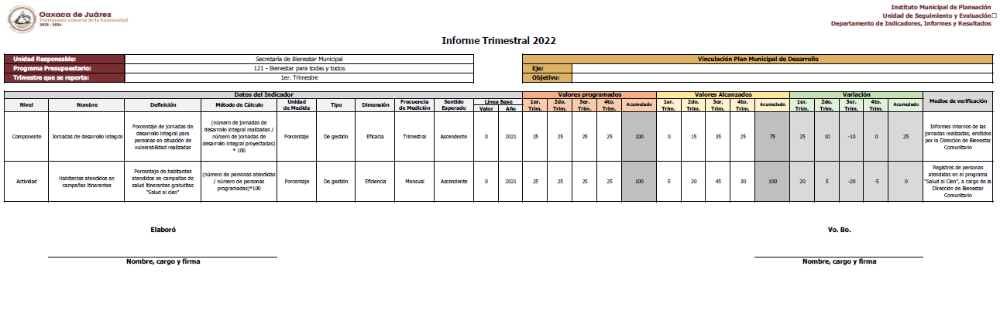 Oaxaca de Juárez
Patrimonio cultural de la humanidad
2022 - 2024
Instituto Municipal de Planeación
Unidad de Seguimiento y Evaluación
Departamento de Indicadores, Informes y Resultados
Informe Trimestral 2022
Unidad Responsable: Secretaría de Bienestar Municipal
Programa Presupuestario: 121 - Bienestar para todas y todos
Trimestre que se reporta: 1er. Trimestre
Vinculación Plan Municipal de Desarrollo
Eje:
Objetivo:
Datos del Indicador Valores programados Valores Alcanzados Variación Medios de verificación
Nivel Nombre Definición Método de Cálculo Unidad de Medida Tipo Dimensión Frecuencia de Medición Sentido Esperado Línea Base 1er. Trim. 2do. Trim. 3er. Trim. 4to. Trim. Acumulado 1er. Trim. 2do. Trim. 3er. Trim. 4to. Trim. Acumulado 1er. Trim. 2do. Trim. 3er. Trim. 4to. Trim. Acumulado
Valor Año
Componente Jornadas de desarrollo integral Porcentaje de jornadas de desarrollo integral para personas en situación de vulnerabilidad realizadas (número de jornadas de desarrollo integral realizadas / número de jornadas de desarrollo integral proyectadas) * 100 Porcentaje De gestión Eficacia Trimestral Ascendente 0 2021 25 25 25 25 100 0 15 35 25 75 25 10 -10 0 25 Informes internos de las jornadas realizadas, emitidos por la Dirección de Bienestar Comunitario
Actividad Habitantes atendidos en campañas itinerantes Porcentaje de habitantes atendidos en campañas de salud itinerantes gratutitas "Salud al cien" (número de personas atendidas / número de personas programadas)*100 Porcentaje De gestión Eficiencia Mensual Ascendente 0 2021 25 25 25 25 100 5 20 45 30 100 20 5 -20 -5 0 Registros de personas atendidas en el programa "Salud al Cien", a cargo de la Dirección de Bienestar Comunitario
Elaboró
Vo. Bo.
Nombre, cargo y firma
Nombre, cargo y firma